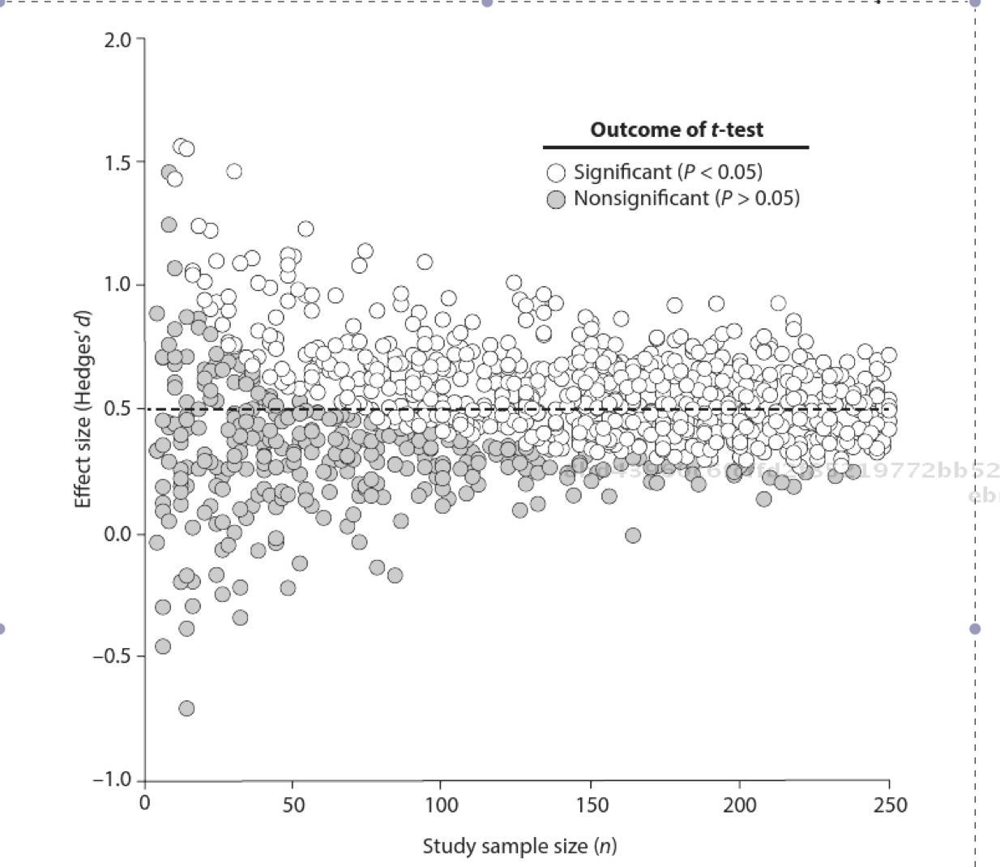 2.0
1.5
1.0
0.5
0.0
–0.5
–1.0
Effect size (Hedges’ d)
Outcome of t-test
Significant (P < 0.05)
Nonsignificant (P > 0.05)
0 50 100 150 200 250
Study sample size (n)